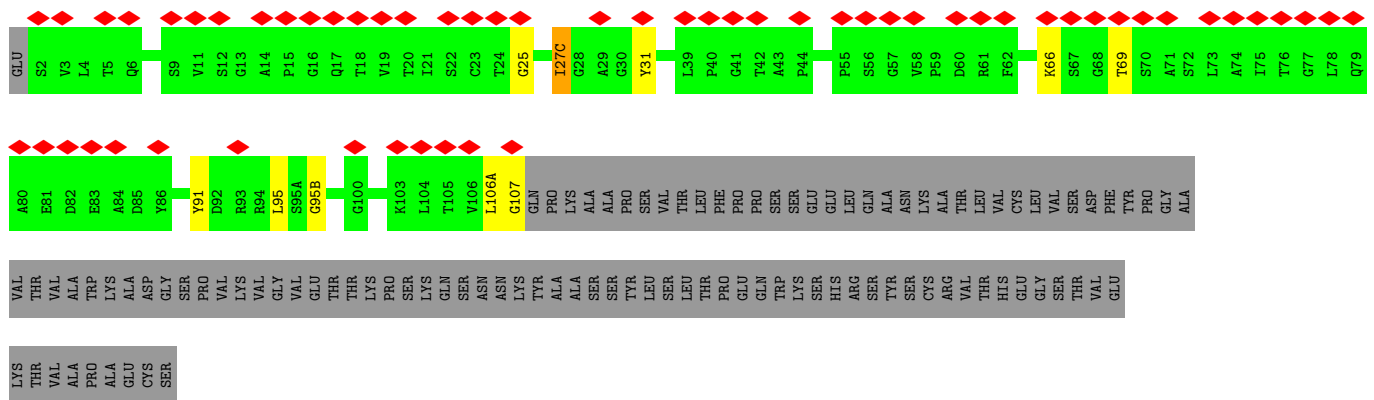 GLU S2 V3 L4 T5 Q6 S9 V11 S12 G13 A14 P15 G16 Q17 T18 V19 T20 I21 S22 C23 T24 G25 I27C G28 A29 G30 Y31 L39 P40 G41 T42 A43 P44 P55 S56 G57 V58 P59 D60 R61 F62 K66 S67 G68 T69 S70 A71 S72 L73 A74 I75 T76 G77 L78 Q79
A80 E81 D82 E83 A84 D85 Y86 Y91 D92 R93 R94 L95 S95A G95B G100 K103 L104 T105 V106 L106A G107 GLN PRO LYS ALA ALA PRO SER VAL THR LEU PHE PRO PRO SER SER GLU GLU LEU GLN ALA ASN LYS ALA THR LEU VAL CYS LEU VAL SER ASP PHE TYR PRO GLY ALA
VAL THR VAL ALA TRP LYS ALA ASP GLY SER PRO VAL LYS VAL GLY VAL GLU THR THR LYS PRO SER LYS GLN SER ASN ASN LYS TYR ALA ALA SER SER TYR LEU SER LEU THR PRO GLU GLN TRP LYS SER HIS ARG SER TYR SER CYS ARG VAL THR HIS GLU GLY SER THR VAL GLU
LYS THR VAL ALA PRO ALA GLU CYS SER